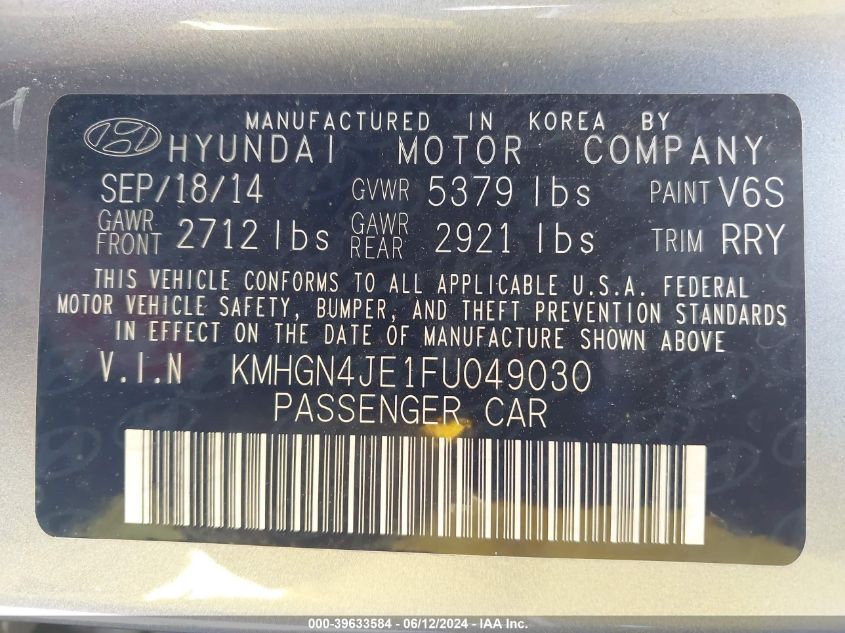 MANUFACTURED IN KOREA BY
HYUNDAI MOTOR COMPANY
SEP/18/14 GVWR 5379 lbs PAINT V6S
GAWR FRONT 2712 lbs GAWR REAR 2921 lbs TRIM RRY
THIS VEHICLE CONFORMS TO ALL APPLICABLE U.S.A. FEDERAL
MOTOR VEHICLE SAFETY, BUMPER, AND THEFT PREVENTION STANDARDS
IN EFFECT ON THE DATE OF MANUFACTURE SHOWN ABOVE
V.I.N KMHGN4JE1FU049030
PASSENGER CAR
000-39633584 - 06/12/2024 - IAA Inc.